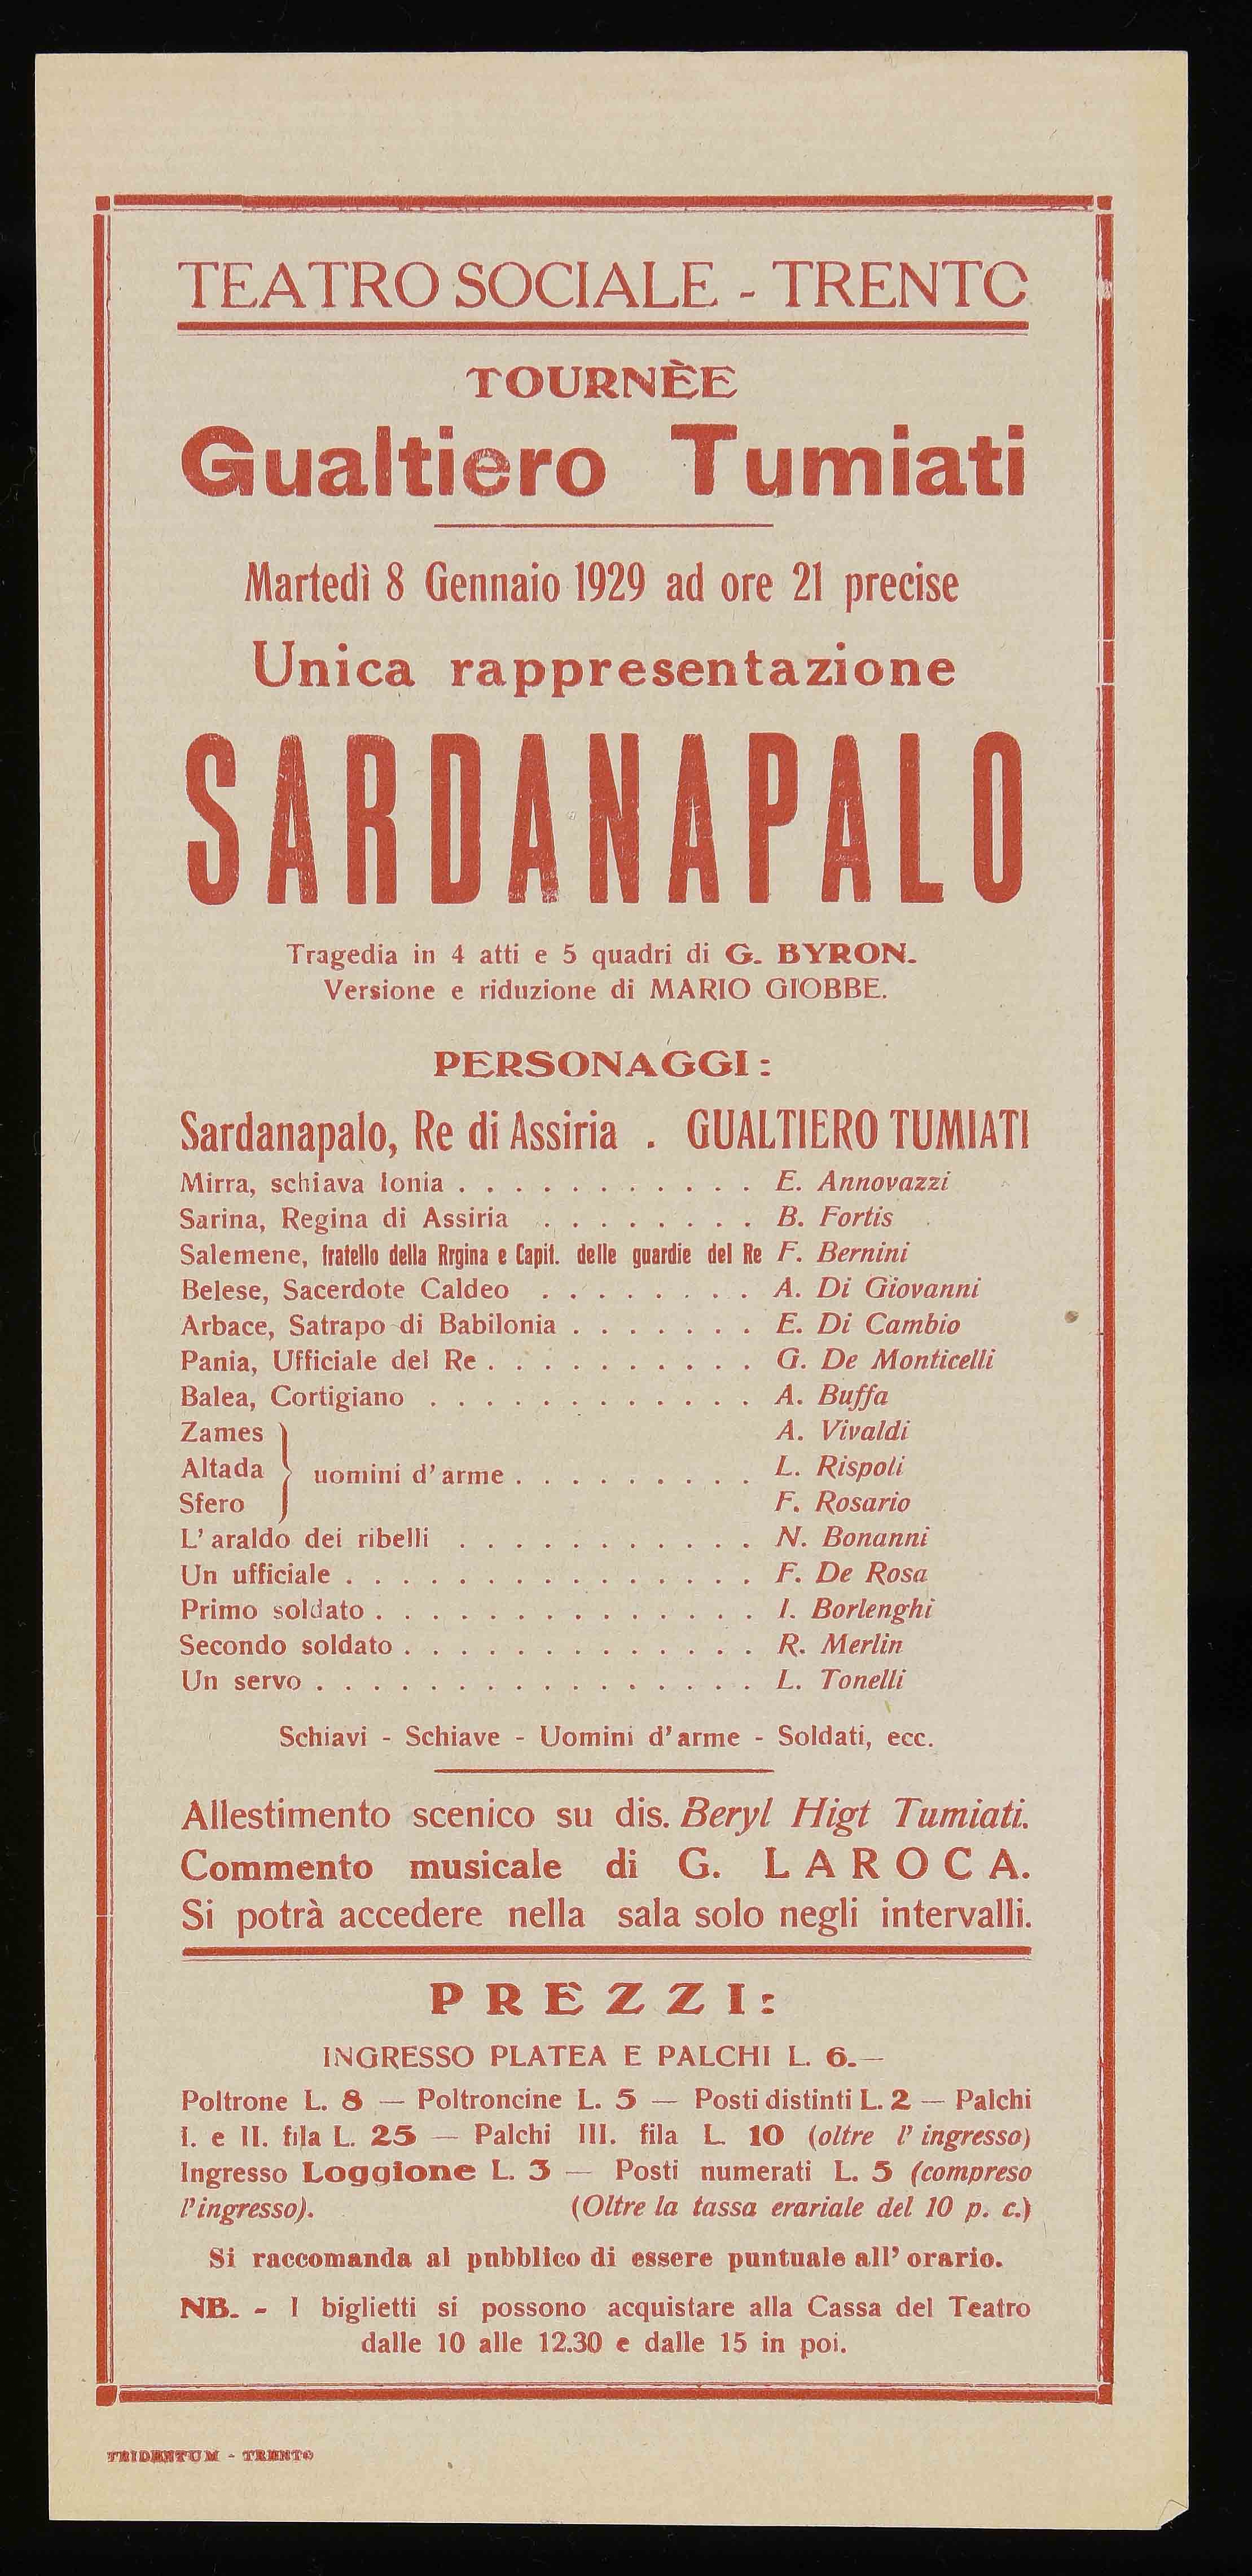 TEATRO SOCIALE - TRENTO
TOURNÈE
Gualtiero Tumiati
Martedì 8 Gennaio 1929 ad ore 21 precise
Unica rappresentazione
SARDANAPALO
Tragedia in 4 atti e 5 quadri di G. BYRON.
Versione e riduzione di MARIO GIOBBE.
PERSONAGGI:
Sardanapalo, Re di Assiria . GUALTIERO TUMIATI
Mirra, schiava Ionia . . . . . . . . . . . E. Annovazzi
Sarina, Regina di Assiria . . . . . . . . B. Fortis
Salemene, fratello della Rrgina e Capit. delle guardie del Re F. Bernini
Belese, Sacerdote Caldeo . . . . . . . . A. Di Giovanni
Arbace, Satrapo di Babilonia . . . . . . . E. Di Cambio
Pania, Ufficiale del Re . . . . . . . . . . G. De Monticelli
Balea, Cortigiano . . . . . . . . . . . . A. Buffa
Zames A. Vivaldi
Altada } uomini d'arme . . . . . . . . . L. Rispoli
Sfero F. Rosario
L' araldo dei ribelli . . . . . . . . . . . N. Bonanni
Un ufficiale . . . . . . . . . . . . . . . F. De Rosa
Primo soldato . . . . . . . . . . . . . . I. Borlenghi
Secondo soldato . . . . . . . . . . . . . R. Merlin
Un servo . . . . . . . . . . . . . . . . L. Tonelli
Schiavi - Schiave - Uomini d'arme - Soldati, ecc.
Allestimento scenico su dis. Beryl Higt Tumiati.
Commento musicale di G. LAROCA.
Si potrà accedere nella sala solo negli intervalli.
PREZZI:
INGRESSO PLATEA E PALCHI L. 6.—
Poltrone L. 8 — Poltroncine L. 5 — Posti distinti L. 2 — Palchi
I. e II. fila L. 25 — Palchi III. fila L. 10 (oltre l' ingresso)
Ingresso Loggione L. 3 — Posti numerati L. 5 (compreso
l'ingresso). (Oltre la tassa erariale del 10 p. c.)
Si raccomanda al pnbblico di essere puntuale all' orario.
NB. - I biglietti si possono acquistare alla Cassa del Teatro
dalle 10 alle 12.30 e dalle 15 in poi.
TRIDENTUM - TRENTO